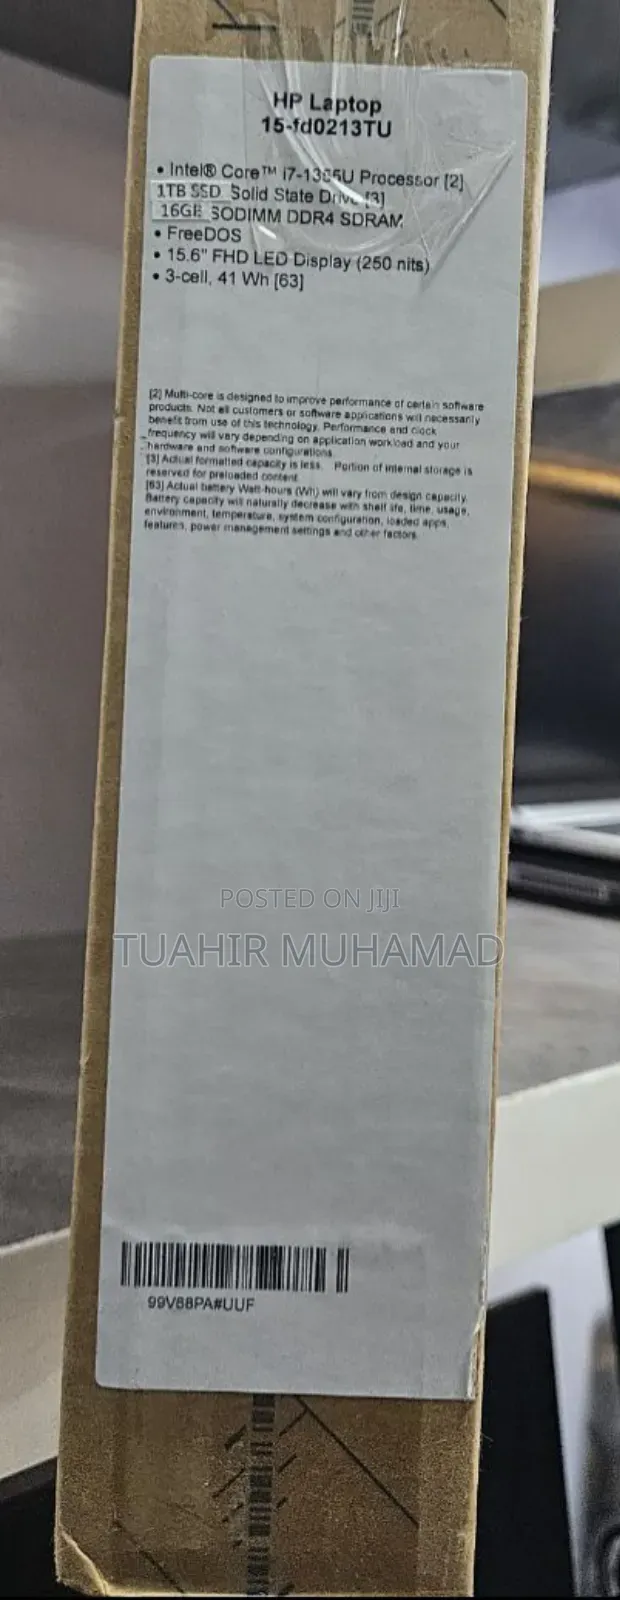 HP Laptop
15-fd0213TU
• Intel® Core™ i7-1355U Processor [2]
1TB SSD Solid State Drive [3]
16GB SODIMM DDR4 SDRAM
• FreeDOS
• 15.6" FHD LED Display (250 nits)
• 3-cell, 41 Wh [63]
[2] Multi-core is designed to improve performance of certain software
products. Not all customers or software applications will necessarily
benefit from use of this technology. Performance and clock
frequency will vary depending on application workload and your
hardware and software configurations.
[3] Actual formatted capacity is less. Portion of internal storage is
reserved for preloaded content.
[63] Actual battery Watt-hours (Wh) will vary from design capacity.
Battery capacity will naturally decrease with shelf life, time, usage,
environment, temperature, system configuration, loaded apps,
features, power management settings and other factors.
POSTED ON JIJI
TUAHIR MUHAMAD
99V88PA#UUF